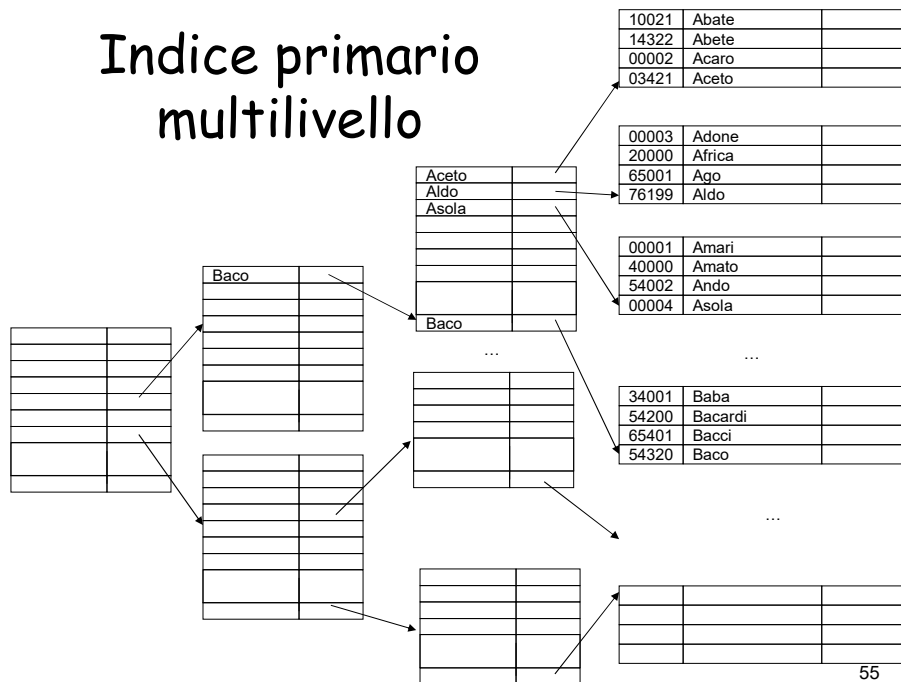 Indice primario
multilivello
10021 Abate
14322 Abete
00002 Acaro
03421 Aceto
00003 Adone
20000 Africa
65001 Ago
76199 Aldo
Aceto
Aldo
Asola
Baco
...
00001 Amari
40000 Amato
54002 Ando
00004 Asola
...
Baco
34001 Baba
54200 Bacardi
65401 Bacci
54320 Baco
...
55